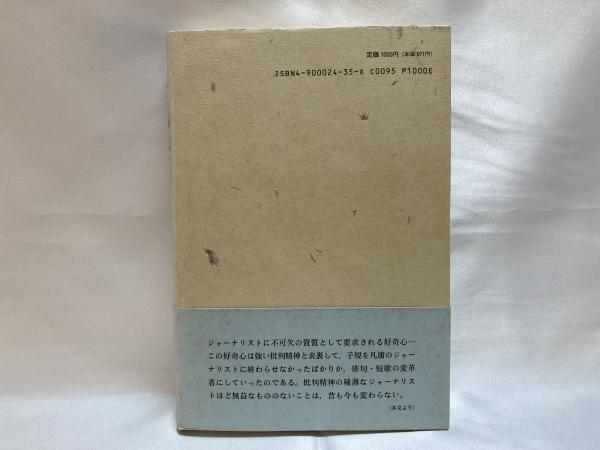 定価1000円(本体971円)
ISBN4-900024-35-X C0095 P1000E
ジャーナリストに不可欠の資質として要求される好奇心…
この好奇心は強い批判精神と表裏して、子規を凡庸のジャー
ナリストに終わらせなかったばかりか、俳句・短歌の変革
者にしていったのである。批判精神の稀薄なジャーナリス
トほど無益なもののないことは、昔も今も変わらない。
(本文より)